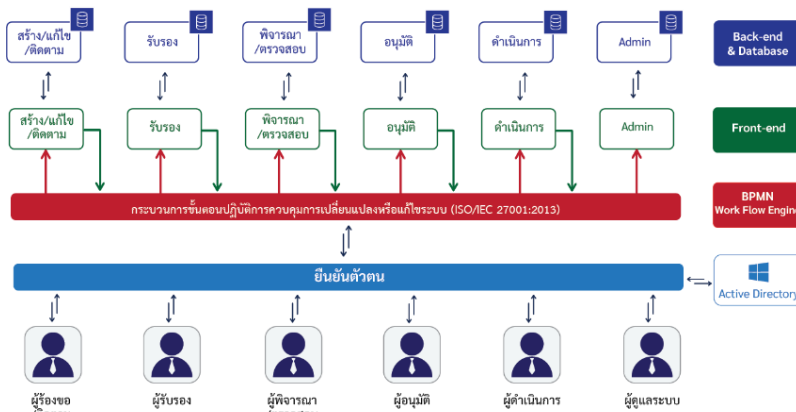 สร้าง/แก้ไข
/ติดตาม
รับรอง
พิจารณา
/ตรวจสอบ
อนุมัติ
ดำเนินการ
Admin
Back-end
& Database
สร้าง/แก้ไข
/ติดตาม
รับรอง
พิจารณา
/ตรวจสอบ
อนุมัติ
ดำเนินการ
Admin
Front-end
กระบวนการขั้นตอนปฏิบัติการควบคุมการเปลี่ยนแปลงหรือแก้ไขระบบ (ISO/IEC 27001:2013)
BPMN
Work Flow Engine
ยืนยันตัวตน
Active Directory
ผู้ร้องขอ
ผู้รับรอง
ผู้พิจารณา
ผู้อนุมัติ
ผู้ดำเนินการ
ผู้ดูแลระบบ